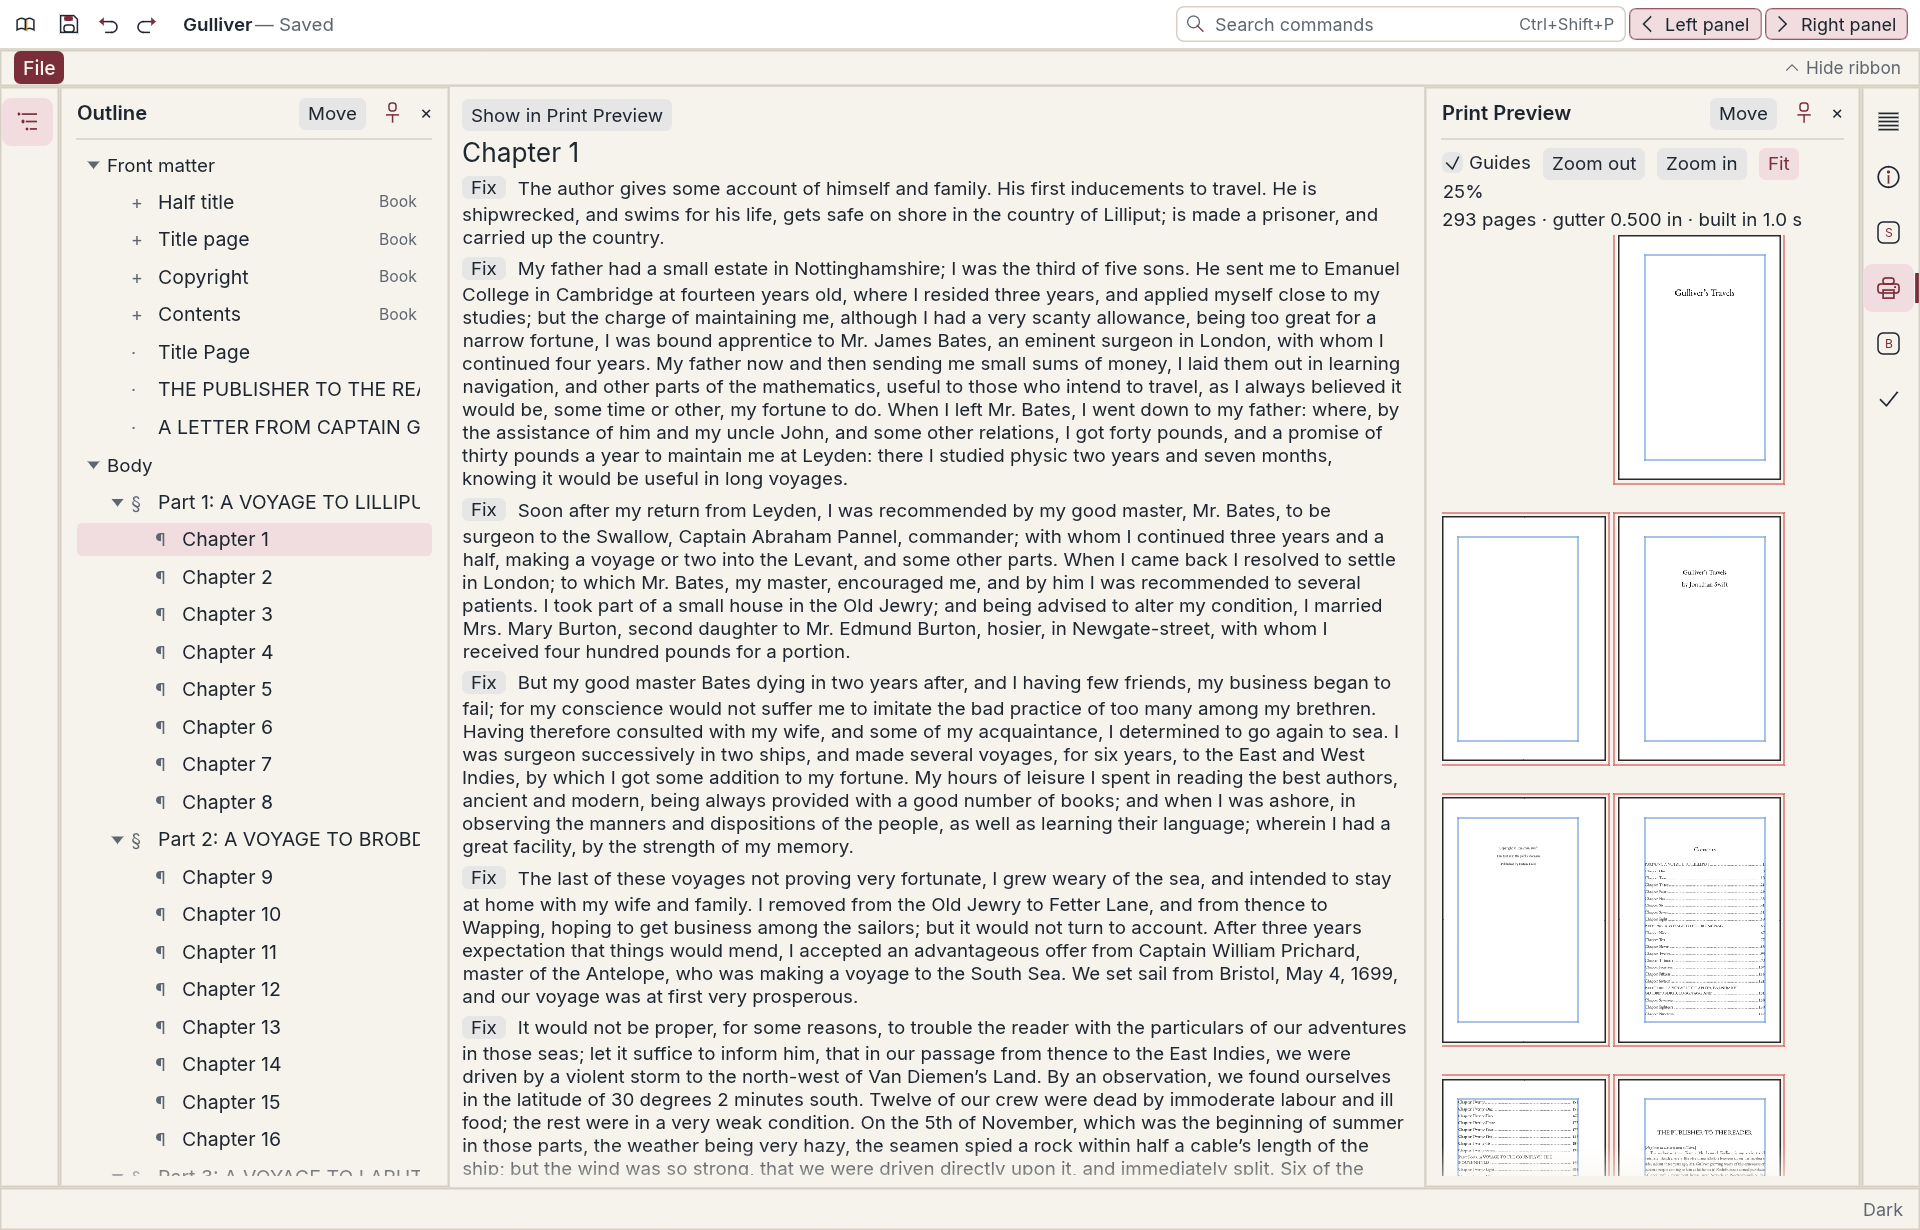 Gulliver — Saved
Search commands Ctrl+Shift+P
Left panel
Right panel
File
Hide ribbon
Outline
Move
Front matter
+ Half title Book
+ Title page Book
+ Copyright Book
+ Contents Book
· Title Page
· THE PUBLISHER TO THE REA
· A LETTER FROM CAPTAIN G
Body
§ Part 1: A VOYAGE TO LILLIPU
¶ Chapter 1
¶ Chapter 2
¶ Chapter 3
¶ Chapter 4
¶ Chapter 5
¶ Chapter 6
¶ Chapter 7
¶ Chapter 8
§ Part 2: A VOYAGE TO BROBD
¶ Chapter 9
¶ Chapter 10
¶ Chapter 11
¶ Chapter 12
¶ Chapter 13
¶ Chapter 14
¶ Chapter 15
¶ Chapter 16
§ Part 3: A VOYAGE TO LAPUT
Show in Print Preview
Chapter 1
Fix The author gives some account of himself and family. His first inducements to travel. He is
shipwrecked, and swims for his life, gets safe on shore in the country of Lilliput; is made a prisoner, and
carried up the country.
Fix My father had a small estate in Nottinghamshire; I was the third of five sons. He sent me to Emanuel
College in Cambridge at fourteen years old, where I resided three years, and applied myself close to my
studies; but the charge of maintaining me, although I had a very scanty allowance, being too great for a
narrow fortune, I was bound apprentice to Mr. James Bates, an eminent surgeon in London, with whom I
continued four years. My father now and then sending me small sums of money, I laid them out in learning
navigation, and other parts of the mathematics, useful to those who intend to travel, as I always believed it
would be, some time or other, my fortune to do. When I left Mr. Bates, I went down to my father: where, by
the assistance of him and my uncle John, and some other relations, I got forty pounds, and a promise of
thirty pounds a year to maintain me at Leyden: there I studied physic two years and seven months,
knowing it would be useful in long voyages.
Fix Soon after my return from Leyden, I was recommended by my good master, Mr. Bates, to be
surgeon to the Swallow, Captain Abraham Pannel, commander; with whom I continued three years and a
half, making a voyage or two into the Levant, and some other parts. When I came back I resolved to settle
in London; to which Mr. Bates, my master, encouraged me, and by him I was recommended to several
patients. I took part of a small house in the Old Jewry; and being advised to alter my condition, I married
Mrs. Mary Burton, second daughter to Mr. Edmund Burton, hosier, in Newgate-street, with whom I
received four hundred pounds for a portion.
Fix But my good master Bates dying in two years after, and I having few friends, my business began to
fail; for my conscience would not suffer me to imitate the bad practice of too many among my brethren.
Having therefore consulted with my wife, and some of my acquaintance, I determined to go again to sea. I
was surgeon successively in two ships, and made several voyages, for six years, to the East and West
Indies, by which I got some addition to my fortune. My hours of leisure I spent in reading the best authors,
ancient and modern, being always provided with a good number of books; and when I was ashore, in
observing the manners and dispositions of the people, as well as learning their language; wherein I had a
great facility, by the strength of my memory.
Fix The last of these voyages not proving very fortunate, I grew weary of the sea, and intended to stay
at home with my wife and family. I removed from the Old Jewry to Fetter Lane, and from thence to
Wapping, hoping to get business among the sailors; but it would not turn to account. After three years
expectation that things would mend, I accepted an advantageous offer from Captain William Prichard,
master of the Antelope, who was making a voyage to the South Sea. We set sail from Bristol, May 4, 1699,
and our voyage was at first very prosperous.
Fix It would not be proper, for some reasons, to trouble the reader with the particulars of our adventures
in those seas; let it suffice to inform him, that in our passage from thence to the East Indies, we were
driven by a violent storm to the north-west of Van Diemen’s Land. By an observation, we found ourselves
in the latitude of 30 degrees 2 minutes south. Twelve of our crew were dead by immoderate labour and ill
food; the rest were in a very weak condition. On the 5th of November, which was the beginning of summer
in those parts, the weather being very hazy, the seamen spied a rock within half a cable’s length of the
ship; but the wind was so strong, that we were driven directly upon it, and immediately split. Six of the
Print Preview
Move
Guides
Zoom out
Zoom in
Fit
25%
293 pages · gutter 0.500 in · built in 1.0 s
Gulliver’s Travels
Gulliver’s Travels
by Jonathan Swift
Contents
THE PUBLISHER TO THE READER
S
B
Dark